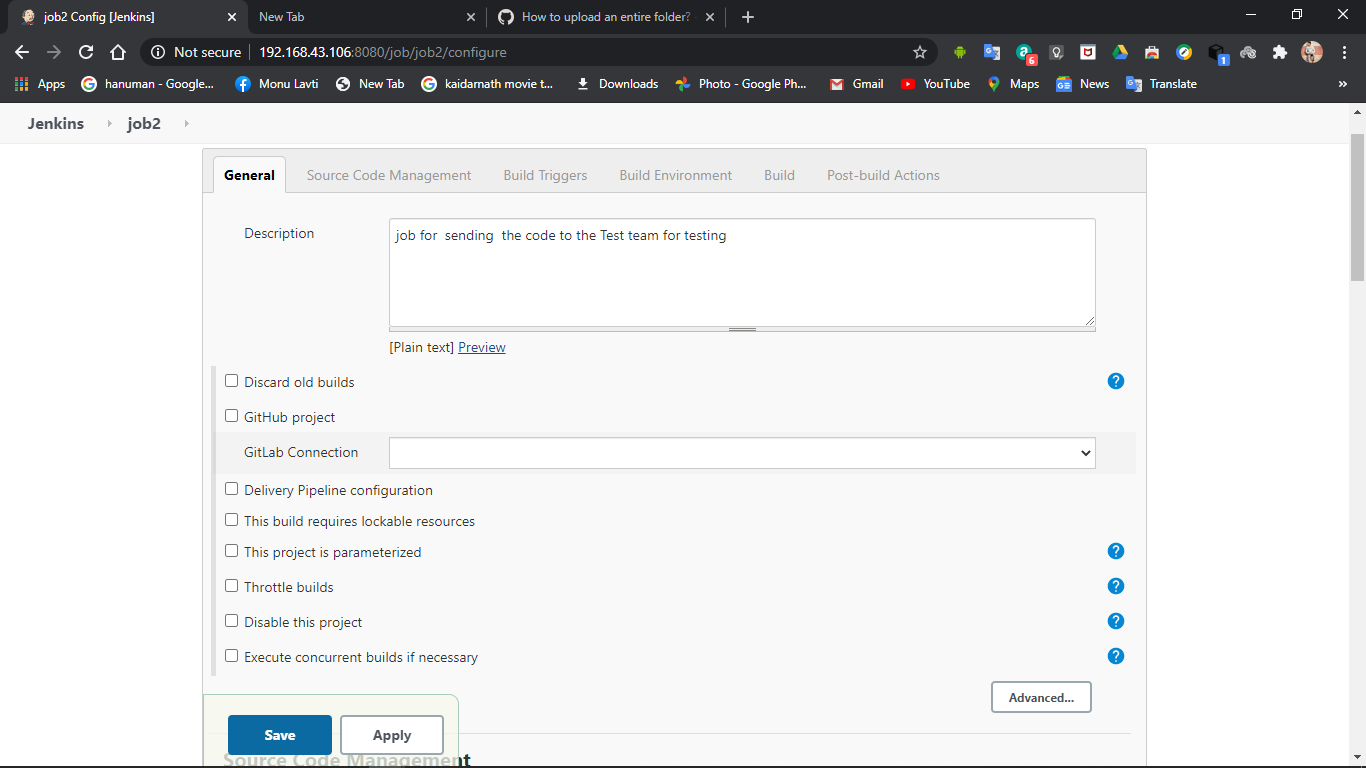 job2 Config [Jenkins]
New Tab
How to upload an entire folder?
Not secure
192.168.43.106:8080/job/job2/configure
6
1
Apps
hanuman - Google...
Monu Lavti
New Tab
kaidarnath movie t...
Downloads
Photo - Google Ph...
Gmail
YouTube
Maps
News
Translate
»
Jenkins
job2
General
Source Code Management
Build Triggers
Build Environment
Build
Post-build Actions
Description
job for  sending  the code to the Test team for testing
[Plain text] Preview
Discard old builds
?
GitHub project
GitLab Connection
Delivery Pipeline configuration
This build requires lockable resources
This project is parameterized
?
Throttle builds
?
Disable this project
?
Execute concurrent builds if necessary
?
Advanced...
Save
Apply
Source Code Management